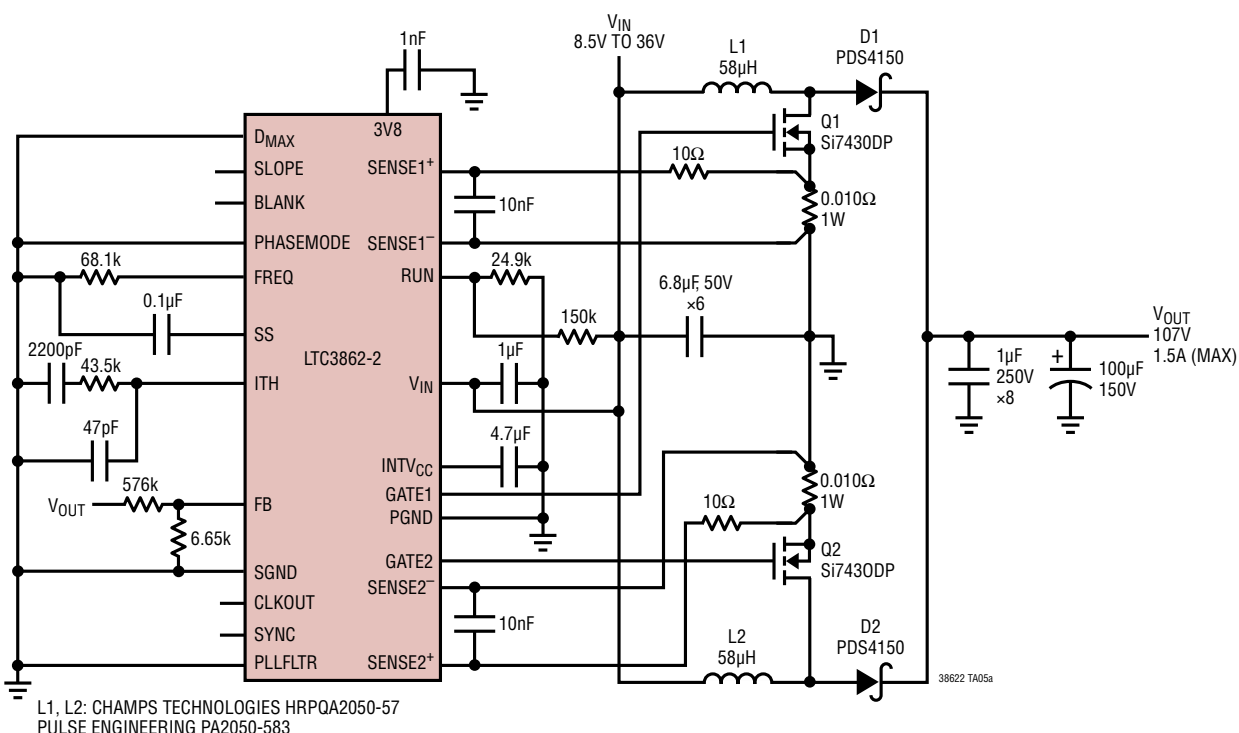 1nF
V_IN
8.5V TO 36V
L1
58µH
D1
PDS4150
D_MAX
SLOPE
BLANK
PHASEMODE
FREQ
SS
ITH
FB
SGND
CLKOUT
SYNC
PLLFLTR
LTC3862-2
3V8
SENSE1⁺
SENSE1⁻
RUN
V_IN
INTV_CC
GATE1
PGND
GATE2
SENSE2⁻
SENSE2⁺
68.1k
0.1µF
2200pF
43.5k
47pF
576k
V_OUT
6.65k
10nF
10Ω
Q1
Si7430DP
0.010Ω
1W
24.9k
150k
6.8µF, 50V
×6
1µF
4.7µF
V_OUT
107V
1.5A (MAX)
1µF
250V
×8
+
100µF
150V
0.010Ω
1W
10Ω
Q2
Si7430DP
10nF
L2
58µH
D2
PDS4150
38622 TA05a
L1, L2: CHAMPS TECHNOLOGIES HRPQA2050-57
PULSE ENGINEERING PA2050-583